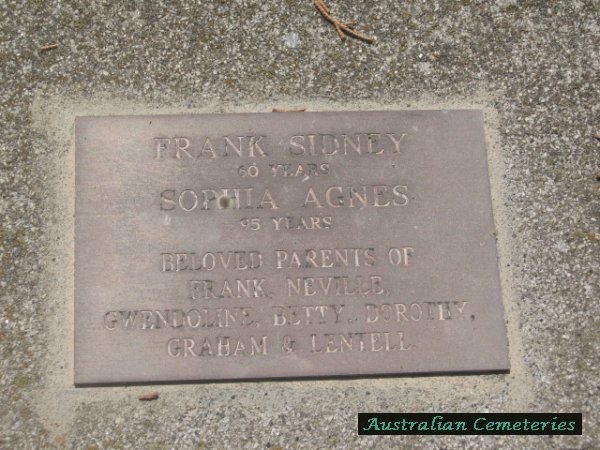 FRANK SIDNEY
60 YEARS
SOPHIA AGNES
95 YEARS
BELOVED PARENTS OF
FRANK, NEVILLE,
GWENDOLINE, BETTY, DOROTHY,
GRAHAM & LENTELL.
Australian Cemeteries